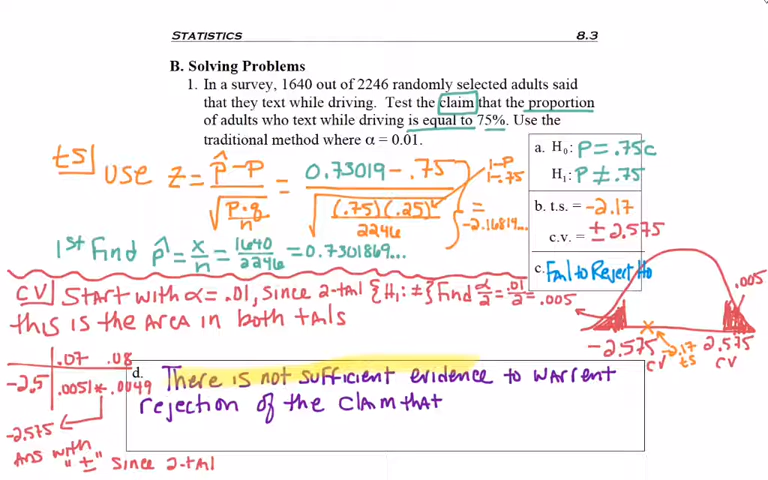 STATISTICS 8.3
B. Solving Problems
1. In a survey, 1640 out of 2246 randomly selected adults said
that they text while driving. Test the claim that the proportion
of adults who text while driving is equal to 75%. Use the
traditional method where α = 0.01.
a. H₀: P = .75 c
H₁: P ≠ .75
b. t.s. = -2.17
c.v. = ± 2.575
c. Fail to Reject H₀
ts| USE Z = p̂ - p / √(p·q/n) = 0.73019 - .75 / √((.75)(.25)/2246) } = -2.16814...
1-p
1-.75
1st Find p̂ = x/n = 1640/2246 = 0.7301869...
CV| START with α = .01, since 2-tAl {H₁: ≠} Find α/2 = .01/2 = .005
this is the AreA in both tAls
.005
-2.575 -2.17 2.575
CV ts CV
.07 .08
-2.5 .0051 * .0049
-2.575
Ans with
"±" since 2-tAl
d. There is not sufficient evidence to warrent
rejection of the claim that